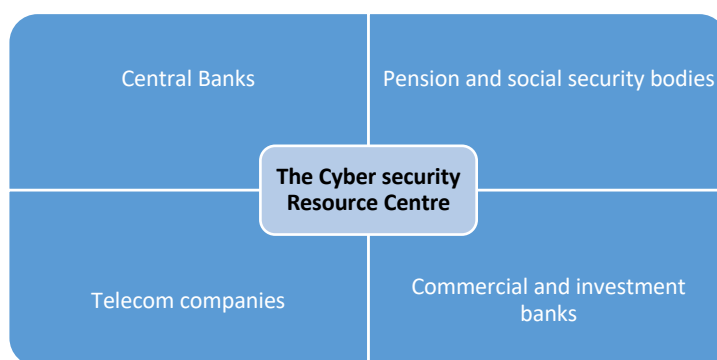 Central Banks
Pension and social security bodies
The Cyber security
Resource Centre
Telecom companies
Commercial and investment
banks